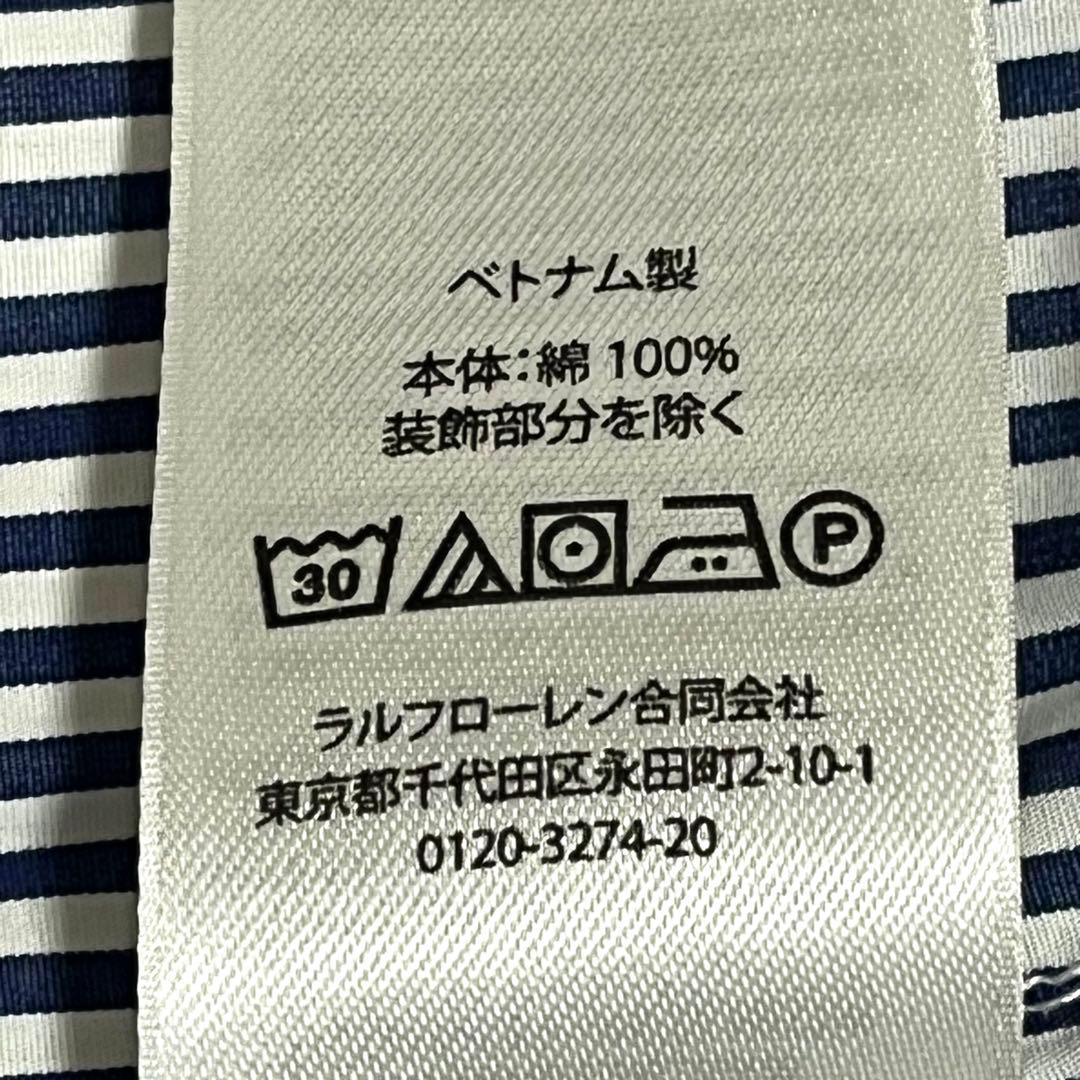 ベトナム製
本体:綿 100%
装飾部分を除く
30 P
ラルフローレン合同会社
東京都千代田区永田町2-10-1
0120-3274-20